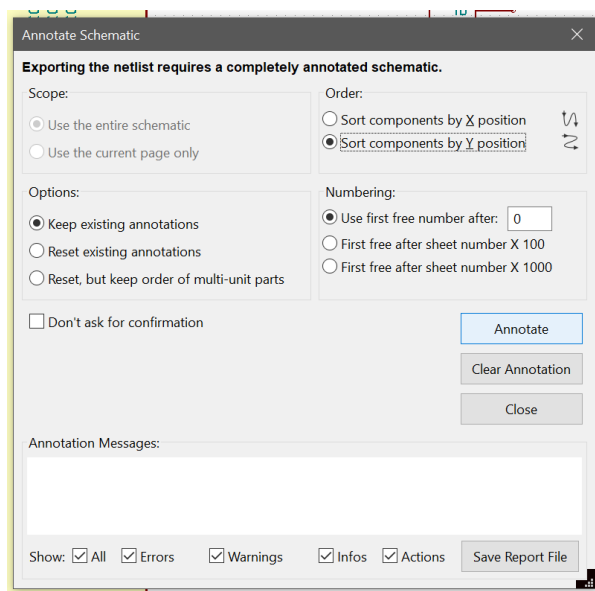 Annotate Schematic
Exporting the netlist requires a completely annotated schematic.
Scope:
Use the entire schematic
Use the current page only
Order:
Sort components by X position
Sort components by Y position
Options:
Keep existing annotations
Reset existing annotations
Reset, but keep order of multi-unit parts
Numbering:
Use first free number after: 0
First free after sheet number X 100
First free after sheet number X 1000
Don't ask for confirmation
Annotate
Clear Annotation
Close
Annotation Messages:
Show: All Errors Warnings Infos Actions Save Report File